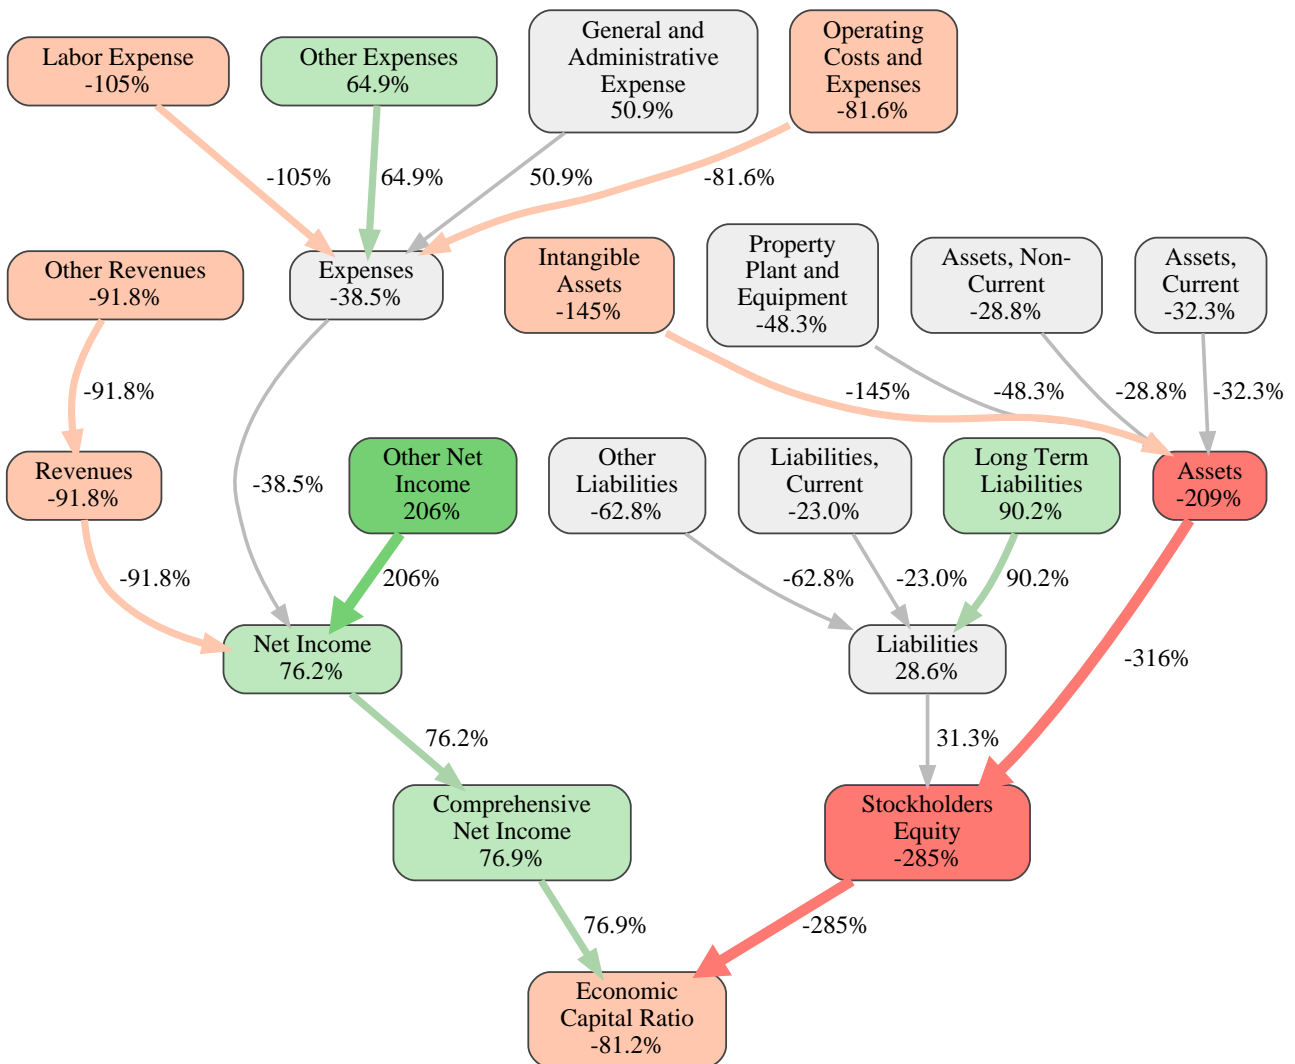 Labor Expense
-105%
Other Expenses
64.9%
General and
Administrative
Expense
50.9%
Operating
Costs and
Expenses
-81.6%
-105%
64.9%
50.9%
-81.6%
Other Revenues
-91.8%
Expenses
-38.5%
Intangible
Assets
-145%
Property
Plant and
Equipment
-48.3%
Assets, Non-
Current
-28.8%
Assets,
Current
-32.3%
-91.8%
-145%
-48.3%
-28.8%
-32.3%
Revenues
-91.8%
-38.5%
Other Net
Income
206%
Other
Liabilities
-62.8%
Liabilities,
Current
-23.0%
Long Term
Liabilities
90.2%
Assets
-209%
-91.8%
206%
-62.8%
-23.0%
90.2%
Net Income
76.2%
Liabilities
28.6%
-316%
76.2%
31.3%
Comprehensive
Net Income
76.9%
Stockholders
Equity
-285%
76.9%
-285%
Economic
Capital Ratio
-81.2%